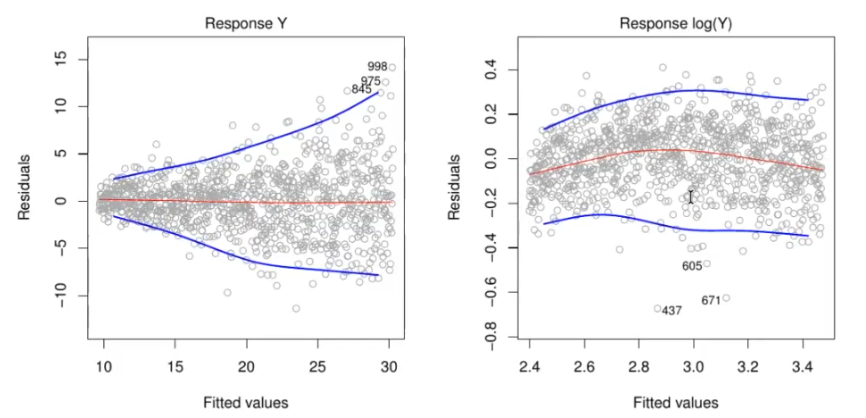 Response Y
Residuals
15
10
5
0
−5
−10
998
975
845
10 15 20 25 30
Fitted values
Response log(Y)
Residuals
0.4
0.2
0.0
−0.2
−0.4
−0.6
−0.8
605
671
437
2.4 2.6 2.8 3.0 3.2 3.4
Fitted values